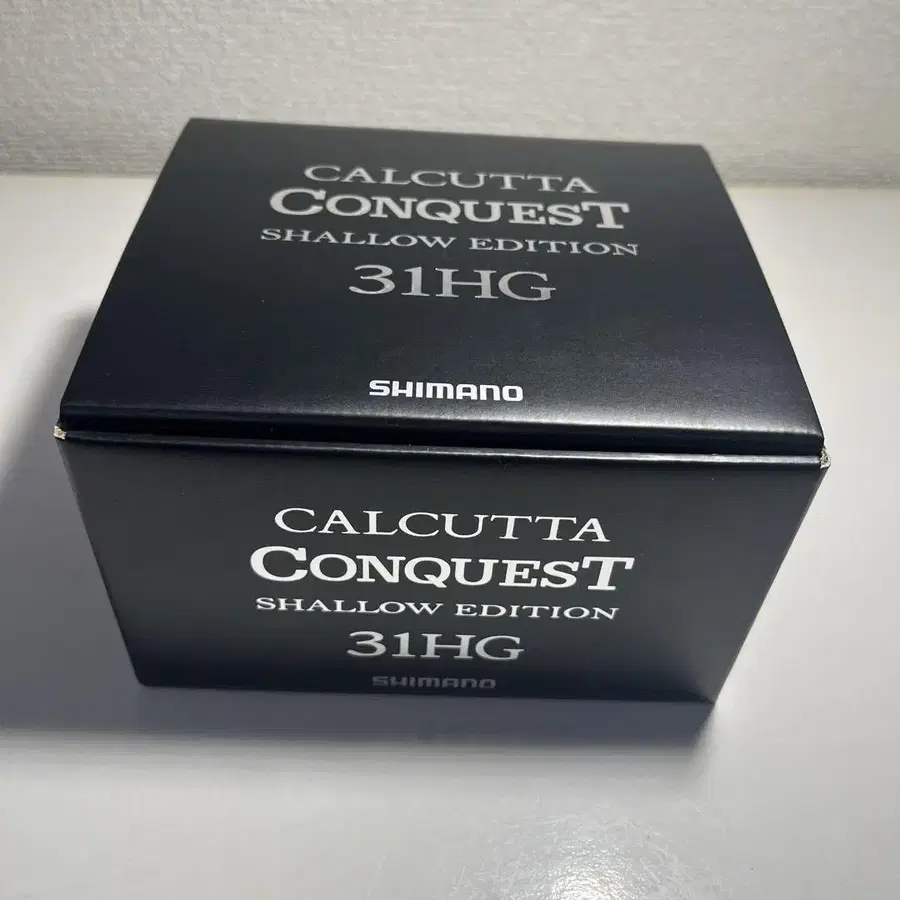 CALCUTTA
CONQUEST
SHALLOW EDITION
31HG
SHIMANO
CALCUTTA
CONQUEST
SHALLOW EDITION
31HG
SHIMANO